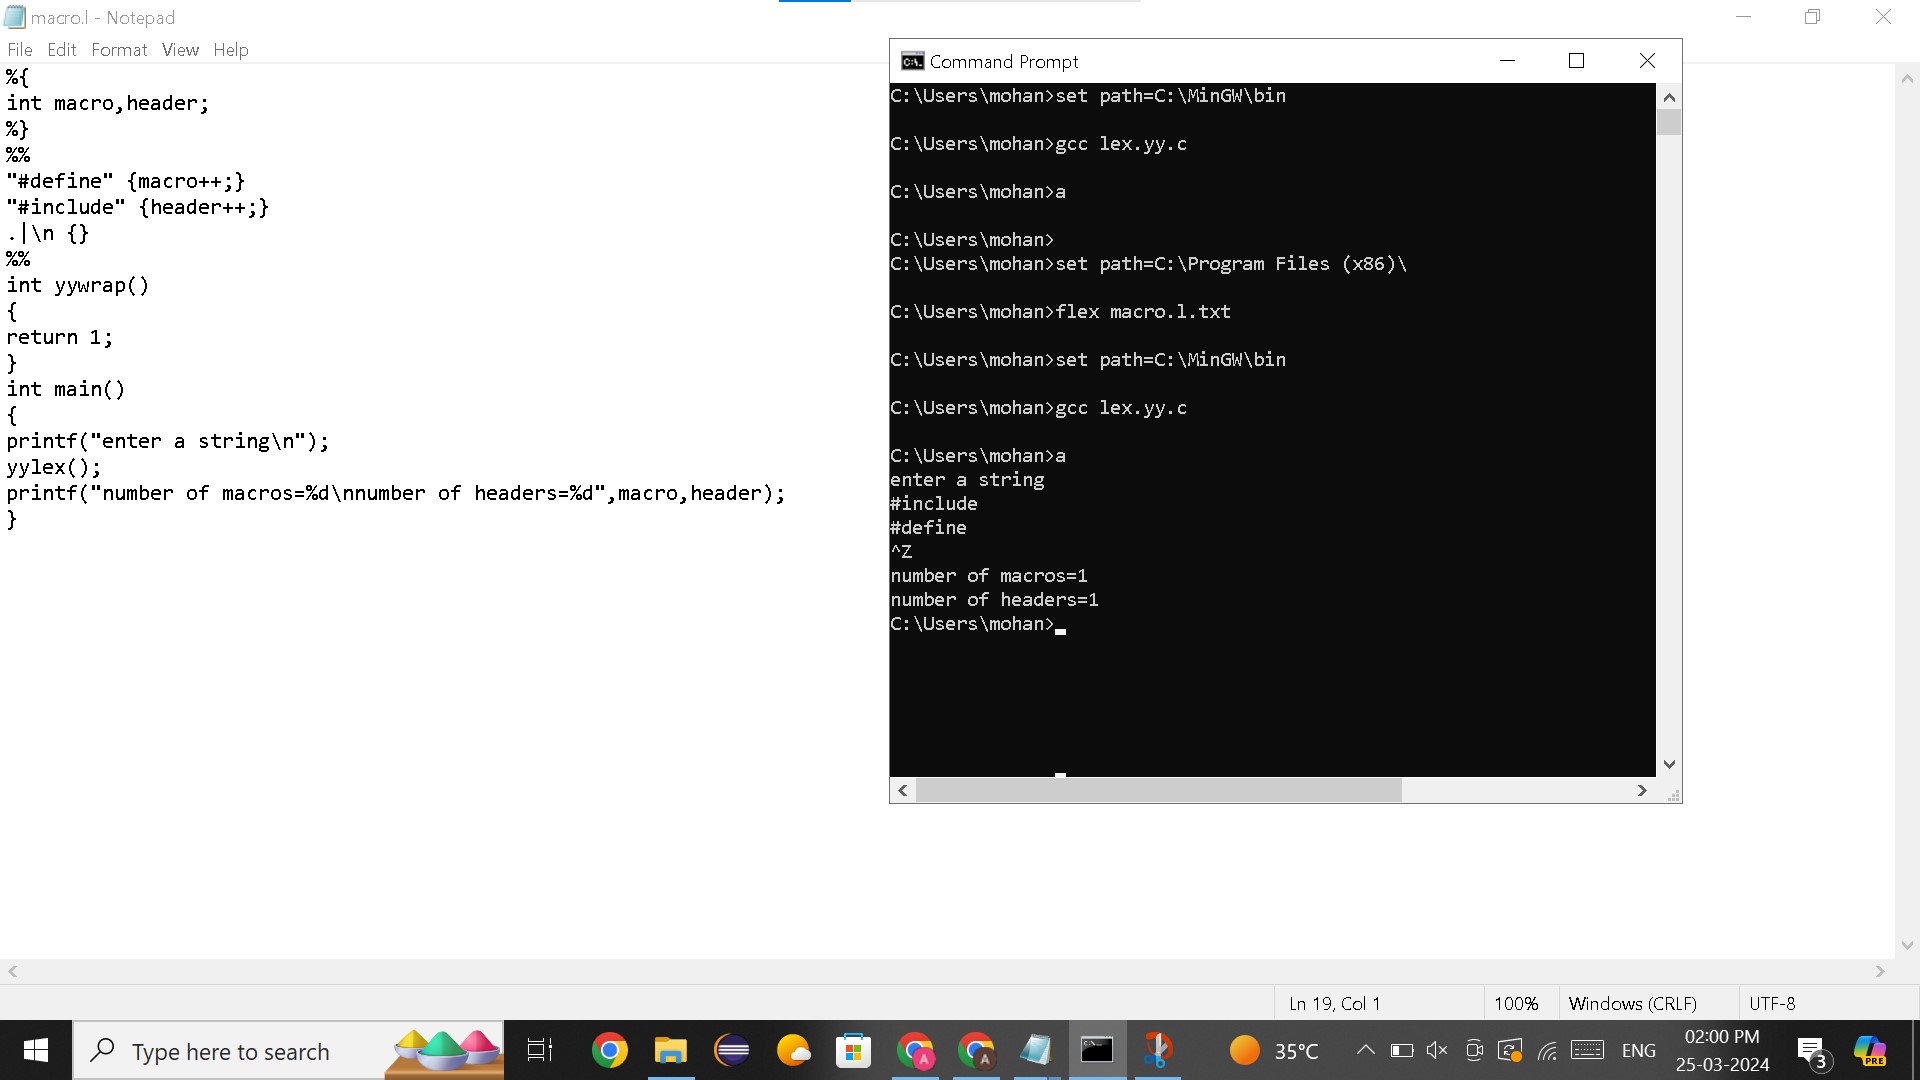 macro.l - Notepad
File Edit Format View Help
%{
int macro,header;
%}
%%
"#define" {macro++;}
"#include" {header++;}
.|\n {}
%%
int yywrap()
{
return 1;
}
int main()
{
printf("enter a string\n");
yylex();
printf("number of macros=%d\nnumber of headers=%d",macro,header);
}
Command Prompt
C:\Users\mohan>set path=C:\MinGW\bin
C:\Users\mohan>gcc lex.yy.c
C:\Users\mohan>a
C:\Users\mohan>
C:\Users\mohan>set path=C:\Program Files (x86)\
C:\Users\mohan>flex macro.l.txt
C:\Users\mohan>set path=C:\MinGW\bin
C:\Users\mohan>gcc lex.yy.c
C:\Users\mohan>a
enter a string
#include
#define
^Z
number of macros=1
number of headers=1
C:\Users\mohan>
Ln 19, Col 1 100% Windows (CRLF) UTF-8
Type here to search
A
A
35°C
ENG
02:00 PM
25-03-2024
3
PRE